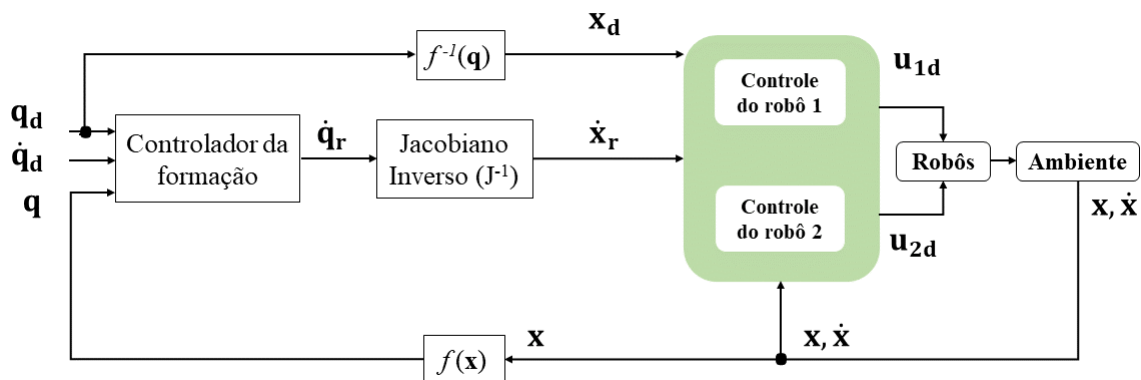 x_d
f⁻¹(q)
u_1d
Controle
do robô 1
q_d
q̇_d
q
Controlador da
formação
q̇_r
Jacobiano
Inverso (J⁻¹)
ẋ_r
Robôs
Ambiente
Controle
do robô 2
u_2d
x, ẋ
x
x, ẋ
f(x)